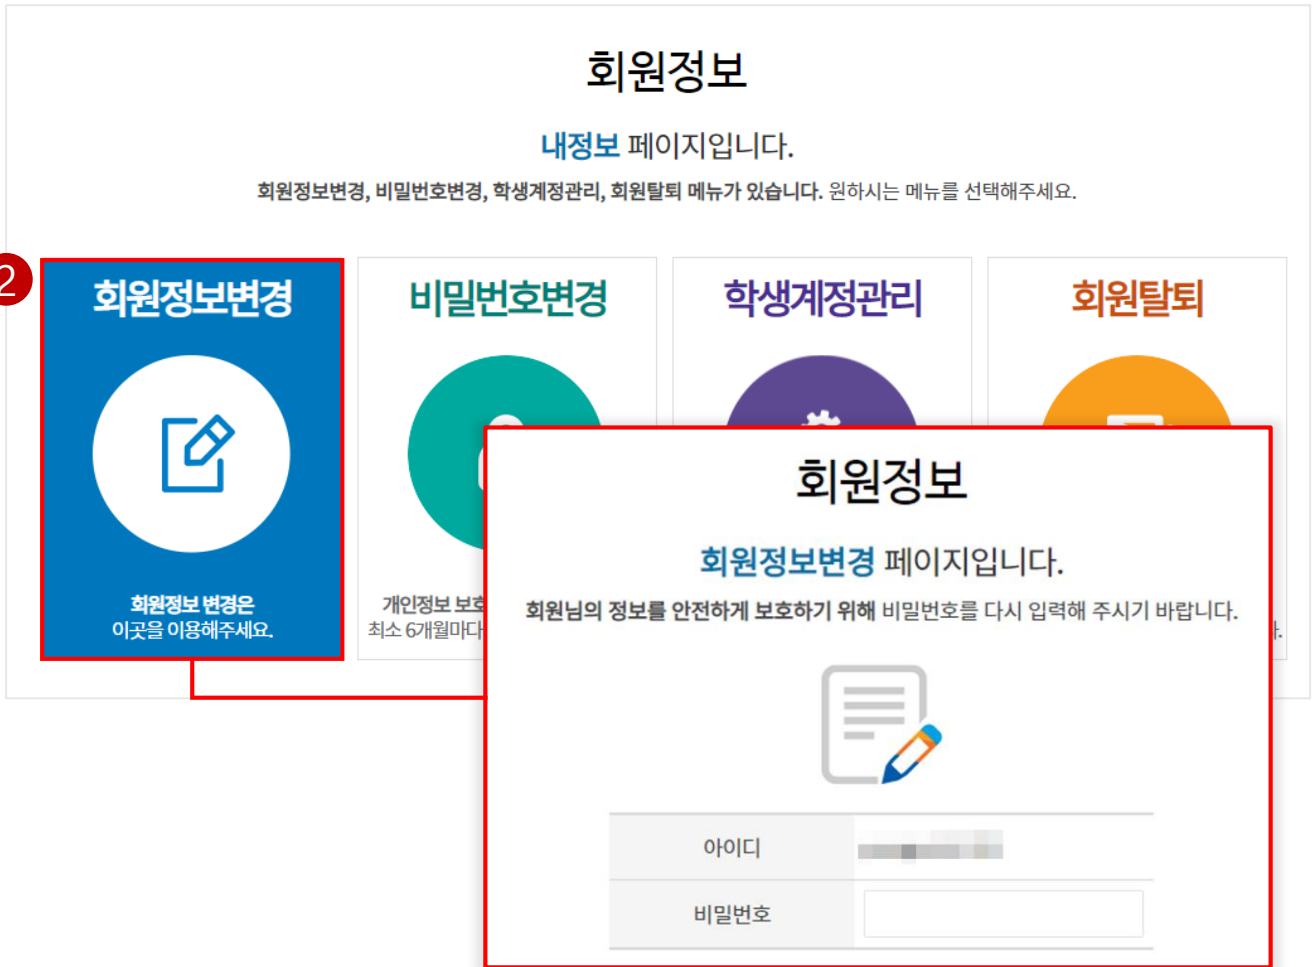 회원정보
내정보 페이지입니다.
회원정보변경, 비밀번호변경, 학생계정관리, 회원탈퇴 메뉴가 있습니다. 원하시는 메뉴를 선택해주세요.
2
회원정보변경
비밀번호변경
학생계정관리
회원탈퇴
회원정보 변경은
이곳을 이용해주세요.
개인정보 보호
최소 6개월마다
회원정보
회원정보변경 페이지입니다.
회원님의 정보를 안전하게 보호하기 위해 비밀번호를 다시 입력해 주시기 바랍니다.
아이디
비밀번호